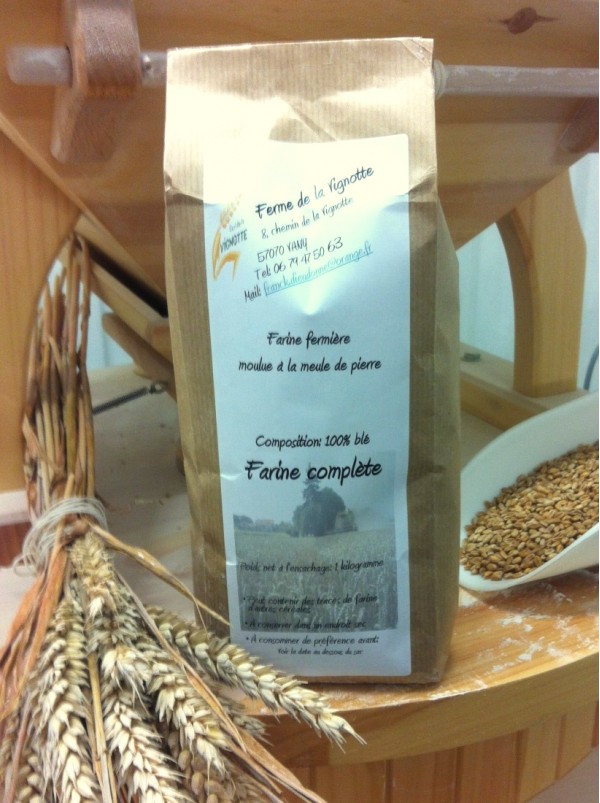 VIGNOTTE
Ferme de la Vignotte
8, chemin de la Vignotte
57070 VANY
Tel: 06 74 47 50 63
Mail:
Farine fermière
moulue à la meule de pierre
Composition: 100% blé
Farine complète
Poids net à l'ensachage: 1 kilogramme
• Peut contenir des traces de farine
d'autres céréales
• A conserver dans un endroit sec
• A consommer de préférence avant:
Voir la date au dessous du sac